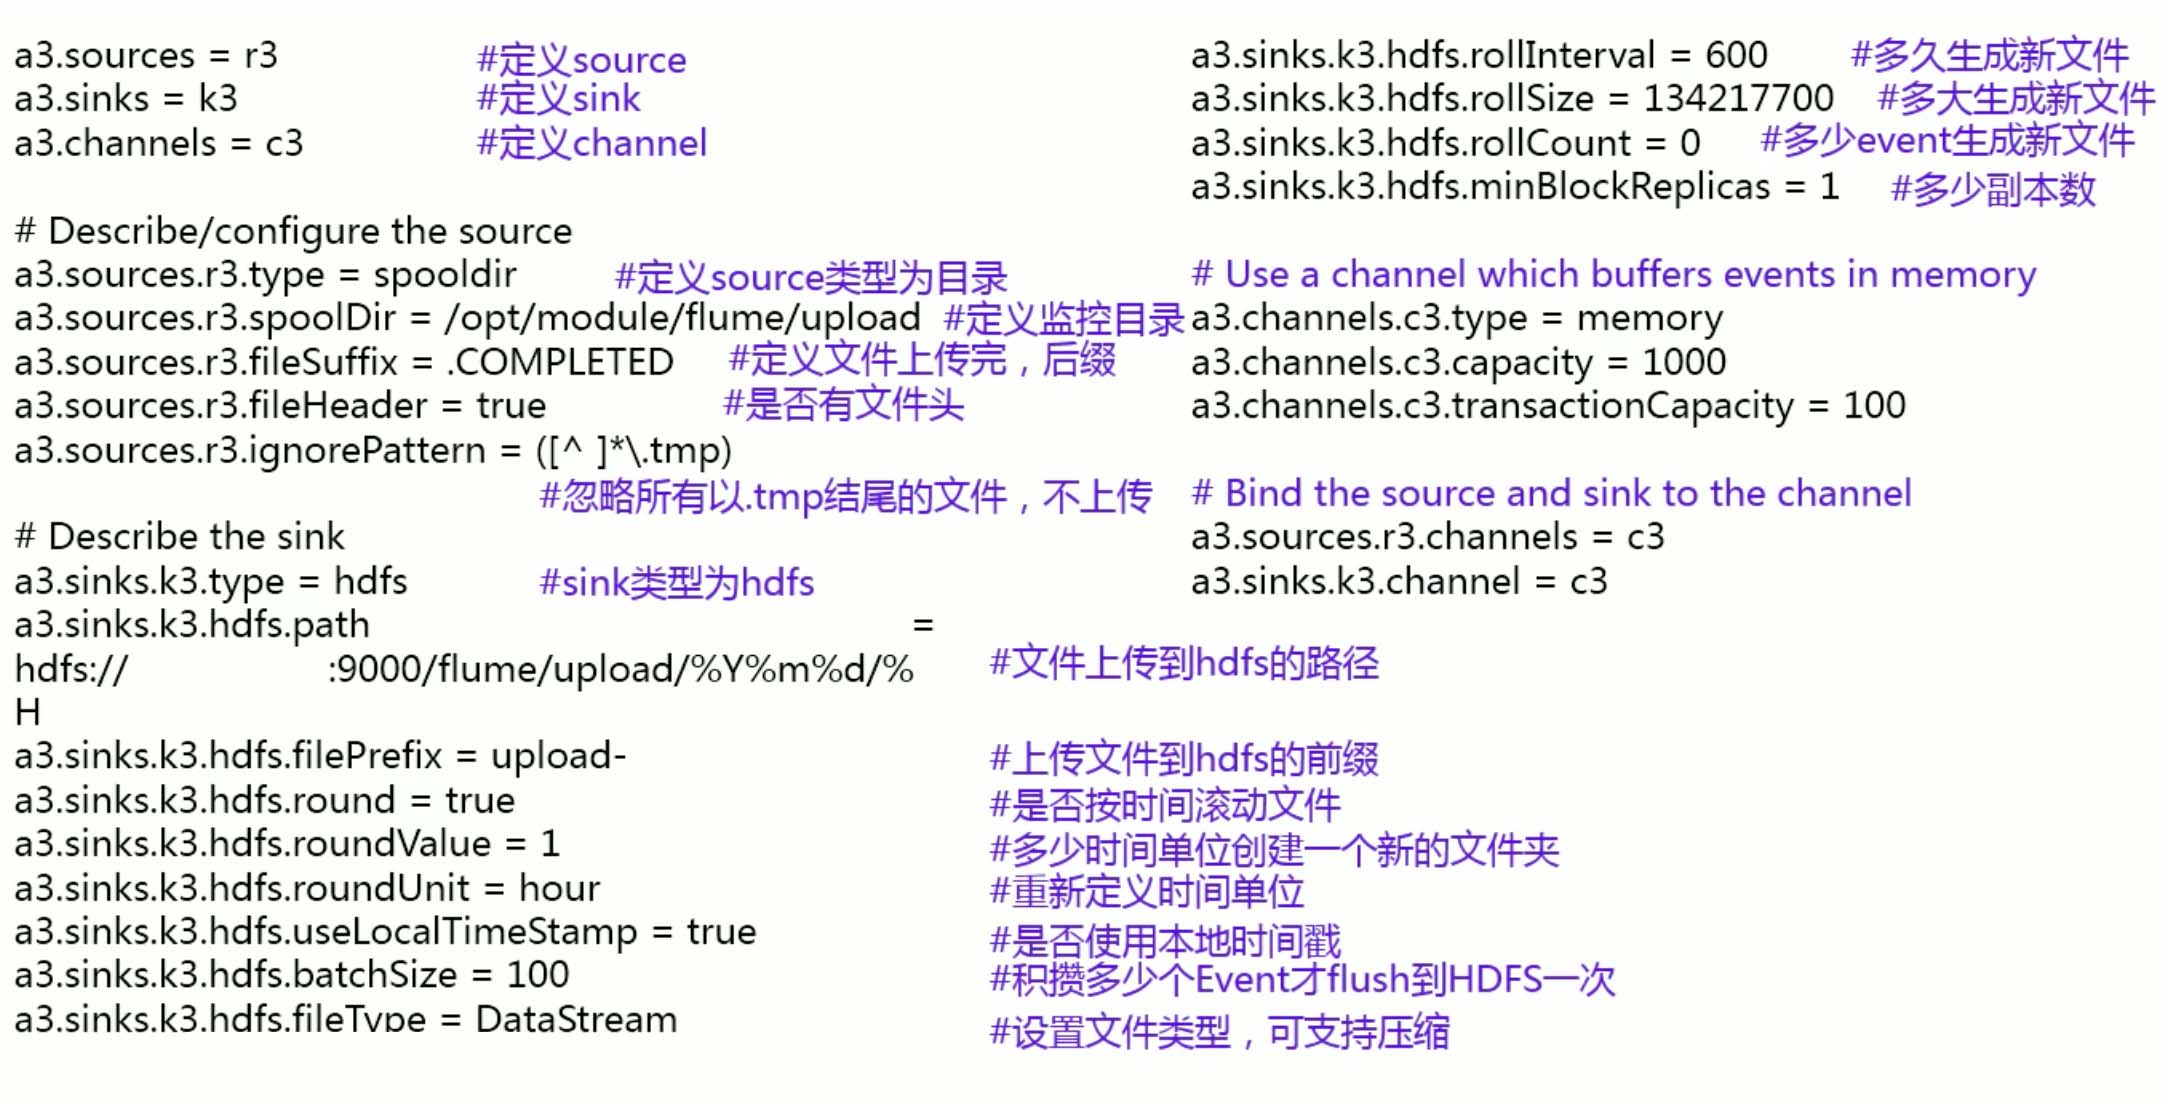 a3.sources = r3 #定义source
a3.sinks = k3 #定义sink
a3.channels = c3 #定义channel
# Describe/configure the source
a3.sources.r3.type = spooldir #定义source类型为目录
a3.sources.r3.spoolDir = /opt/module/flume/upload #定义监控目录
a3.sources.r3.fileSuffix = .COMPLETED #定义文件上传完，后缀
a3.sources.r3.fileHeader = true #是否有文件头
a3.sources.r3.ignorePattern = ([^ ]*\.tmp)
#忽略所有以.tmp结尾的文件，不上传
# Describe the sink
a3.sinks.k3.type = hdfs #sink类型为hdfs
a3.sinks.k3.hdfs.path =
hdfs:// :9000/flume/upload/%Y%m%d/% #文件上传到hdfs的路径
H
a3.sinks.k3.hdfs.filePrefix = upload- #上传文件到hdfs的前缀
a3.sinks.k3.hdfs.round = true #是否按时间滚动文件
a3.sinks.k3.hdfs.roundValue = 1 #多少时间单位创建一个新的文件夹
a3.sinks.k3.hdfs.roundUnit = hour #重新定义时间单位
a3.sinks.k3.hdfs.useLocalTimeStamp = true #是否使用本地时间戳
a3.sinks.k3.hdfs.batchSize = 100 #积攒多少个Event才flush到HDFS一次
a3.sinks.k3.hdfs.fileType = DataStream #设置文件类型，可支持压缩
a3.sinks.k3.hdfs.rollInterval = 600 #多久生成新文件
a3.sinks.k3.hdfs.rollSize = 134217700 #多大生成新文件
a3.sinks.k3.hdfs.rollCount = 0 #多少event生成新文件
a3.sinks.k3.hdfs.minBlockReplicas = 1 #多少副本数
# Use a channel which buffers events in memory
a3.channels.c3.type = memory
a3.channels.c3.capacity = 1000
a3.channels.c3.transactionCapacity = 100
# Bind the source and sink to the channel
a3.sources.r3.channels = c3
a3.sinks.k3.channel = c3